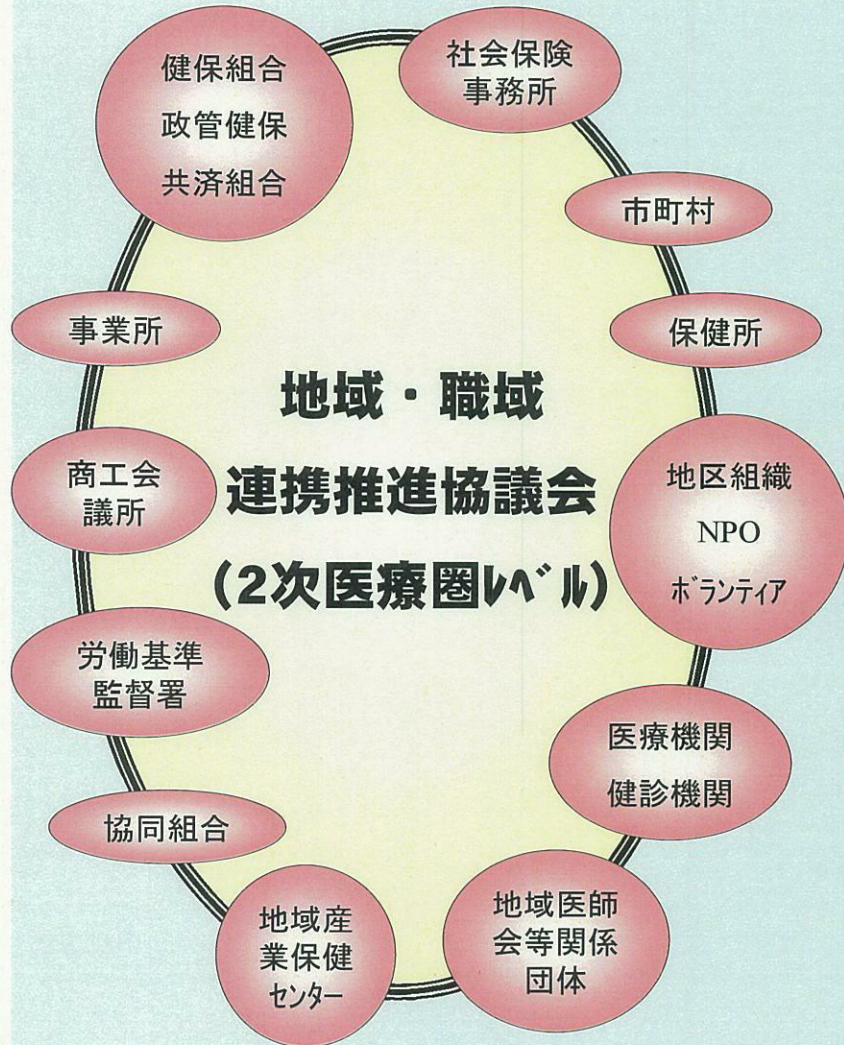 健保組合
政管健保
共済組合
社会保険
事務所
市町村
事業所
保健所
地域・職域
連携推進協議会
(2次医療圏ﾚﾍﾞﾙ)
商工会
議所
地区組織
NPO
ﾎﾞﾗﾝﾃｨｱ
労働基準
監督署
医療機関
健診機関
協同組合
地域産
業保健
ｾﾝﾀｰ
地域医師
会等関係
団体